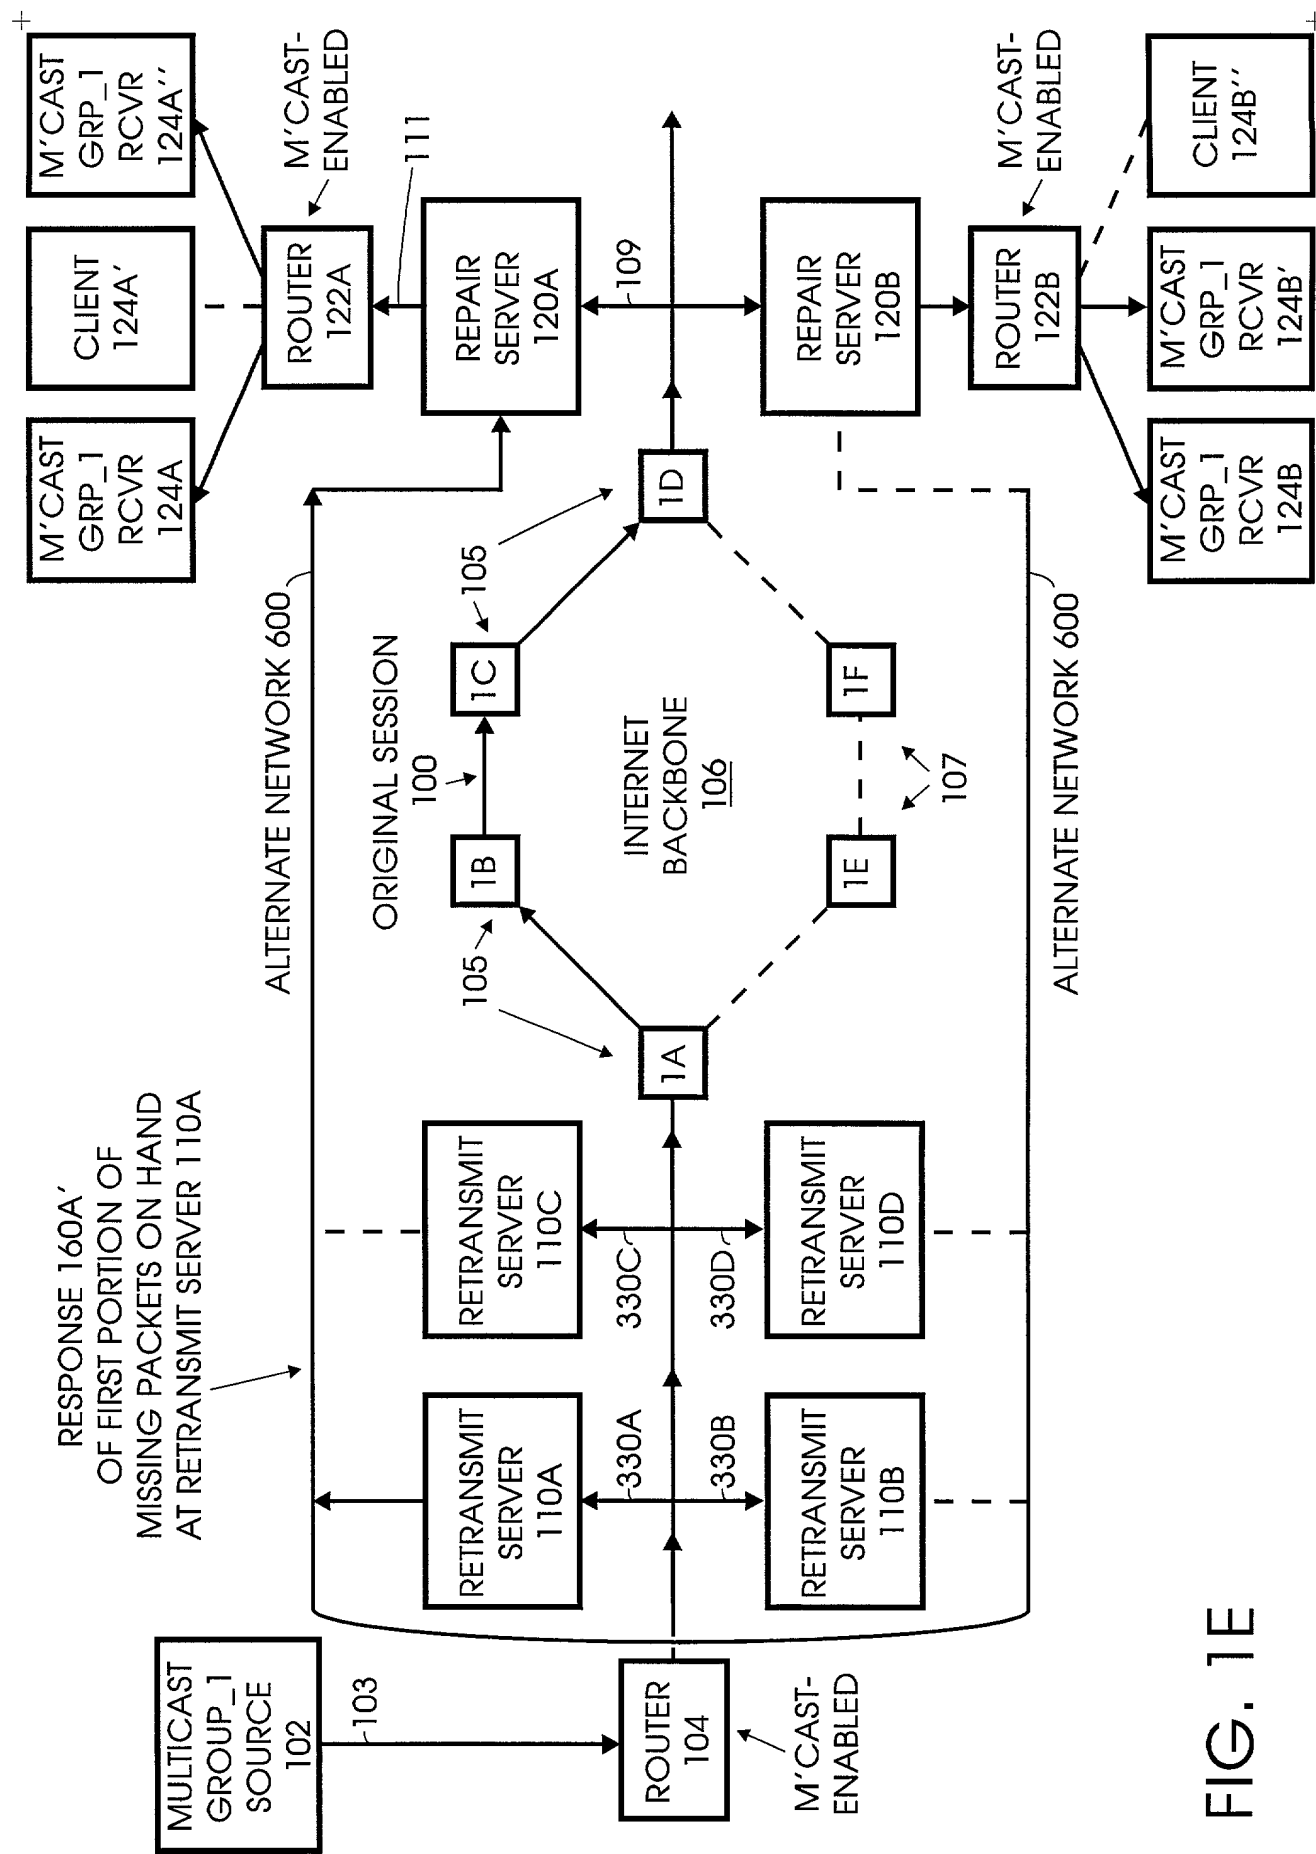 RESPONSE 160A'
OF FIRST PORTION OF
MISSING PACKETS ON HAND
AT RETRANSMIT SERVER 110A
MULTICAST
GROUP_1
SOURCE
102
103
ROUTER
104
M'CAST-
ENABLED
ALTERNATE NETWORK 600
RETRANSMIT
SERVER
110A
330A
330B
RETRANSMIT
SERVER
110B
RETRANSMIT
SERVER
110C
330C
330D
RETRANSMIT
SERVER
110D
ORIGINAL SESSION
100
105
1A
1B
1C
105
1D
INTERNET
BACKBONE
106
1E
1F
107
ALTERNATE NETWORK 600
M'CAST
GRP_1
RCVR
124A
CLIENT
124A'
M'CAST
GRP_1
RCVR
124A''
ROUTER
122A
M'CAST-
ENABLED
111
REPAIR
SERVER
120A
109
REPAIR
SERVER
120B
ROUTER
122B
M'CAST-
ENABLED
M'CAST
GRP_1
RCVR
124B
M'CAST
GRP_1
RCVR
124B'
CLIENT
124B''
FIG. 1E